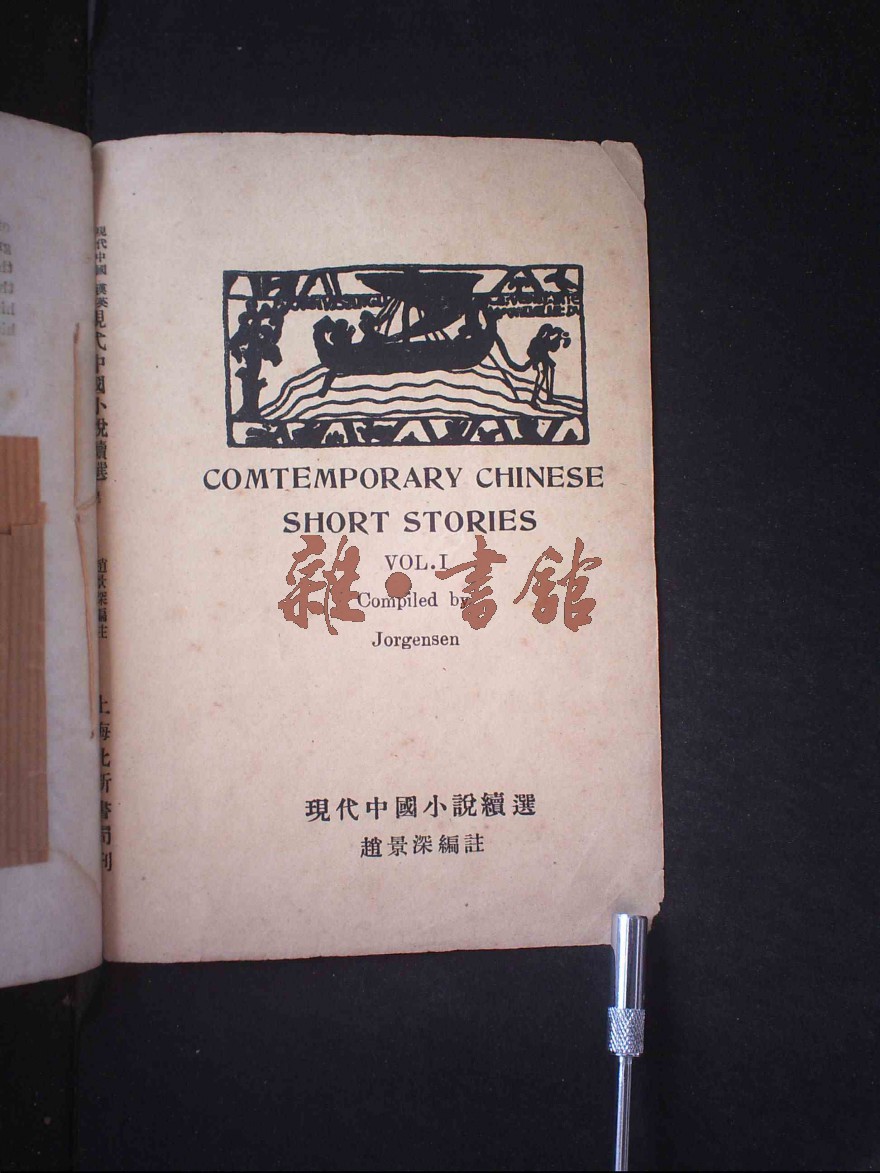 COMTEMPORARY CHINESE
SHORT STORIES
VOL.I
Compiled by
Jorgensen
雜·書館
現代中國小說續選
趙景深編註
現代中國小說續選
趙景深編註
上海北新書局刊